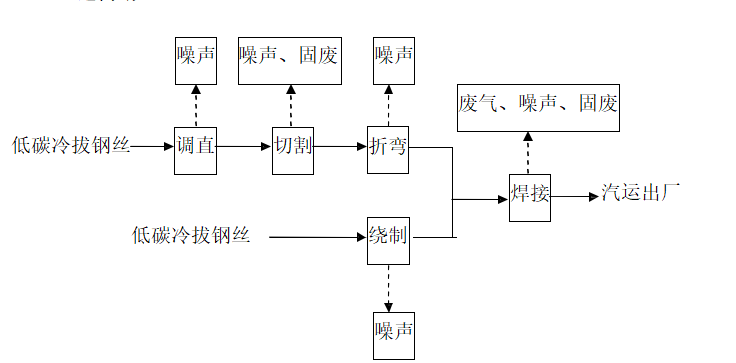 噪声
噪声、固废
噪声
废气、噪声、固废
低碳冷拔钢丝
调直
切割
折弯
焊接
汽运出厂
低碳冷拔钢丝
绕制
噪声